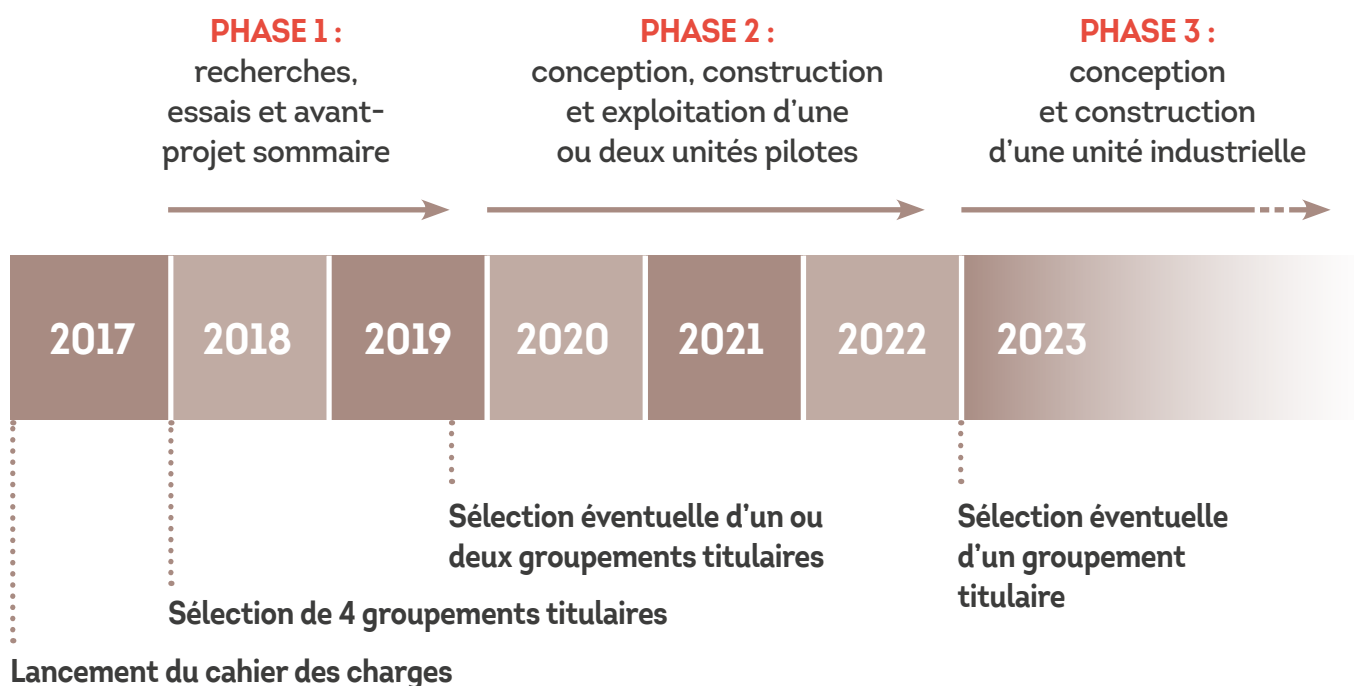 PHASE 1 :
recherches,
essais et avant-
projet sommaire
PHASE 2 :
conception, construction
et exploitation d'une
ou deux unités pilotes
PHASE 3 :
conception
et construction
d'une unité industrielle
2017
2018
2019
2020
2021
2022
2023
Sélection éventuelle d'un ou
deux groupements titulaires
Sélection éventuelle
d'un groupement
titulaire
Sélection de 4 groupements titulaires
Lancement du cahier des charges